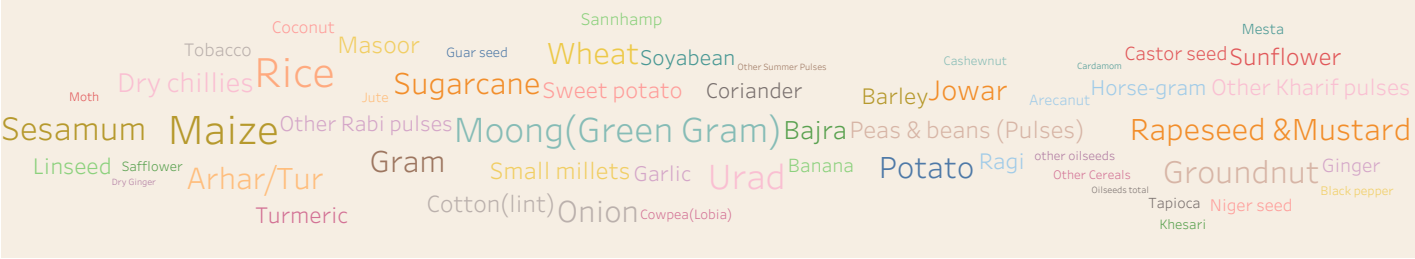 Sannhamp
Coconut
Mesta
Tobacco
Masoor
Guar seed
Wheat
Soyabean
Other Summer Pulses
Cashewnut
Cardamom
Castor seed
Sunflower
Dry chillies
Rice
Moth
Jute
Sugarcane
Sweet potato
Coriander
Barley
Jowar
Arecanut
Horse-gram
Other Kharif pulses
Sesamum
Maize
Other Rabi pulses
Moong(Green Gram)
Bajra
Peas & beans (Pulses)
Rapeseed &Mustard
Linseed
Safflower
Dry Ginger
Arhar/Tur
Gram
Small millets
Garlic
Urad
Banana
Potato
Ragi
other oilseeds
Other Cereals
Oilseeds total
Groundnut
Ginger
Black pepper
Turmeric
Cotton(lint)
Onion
Cowpea(Lobia)
Tapioca
Niger seed
Khesari